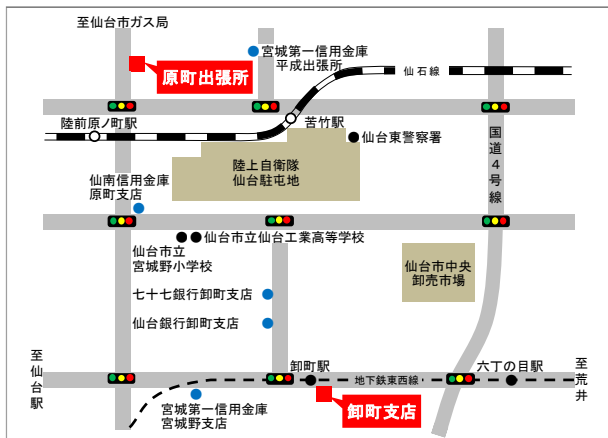 至仙台市ガス局
宮城第一信用金庫
平成出張所
原町出張所
仙石線
陸前原ノ町駅
苦竹駅
仙台東警察署
国道4号線
陸上自衛隊
仙台駐屯地
仙南信用金庫
原町支店
仙台市立仙台工業高等学校
仙台市立
宮城野小学校
仙台市中央
卸売市場
七十七銀行卸町支店
仙台銀行卸町支店
至仙台駅
卸町駅
地下鉄東西線
六丁の目駅
至荒井
宮城第一信用金庫
宮城野支店
卸町支店